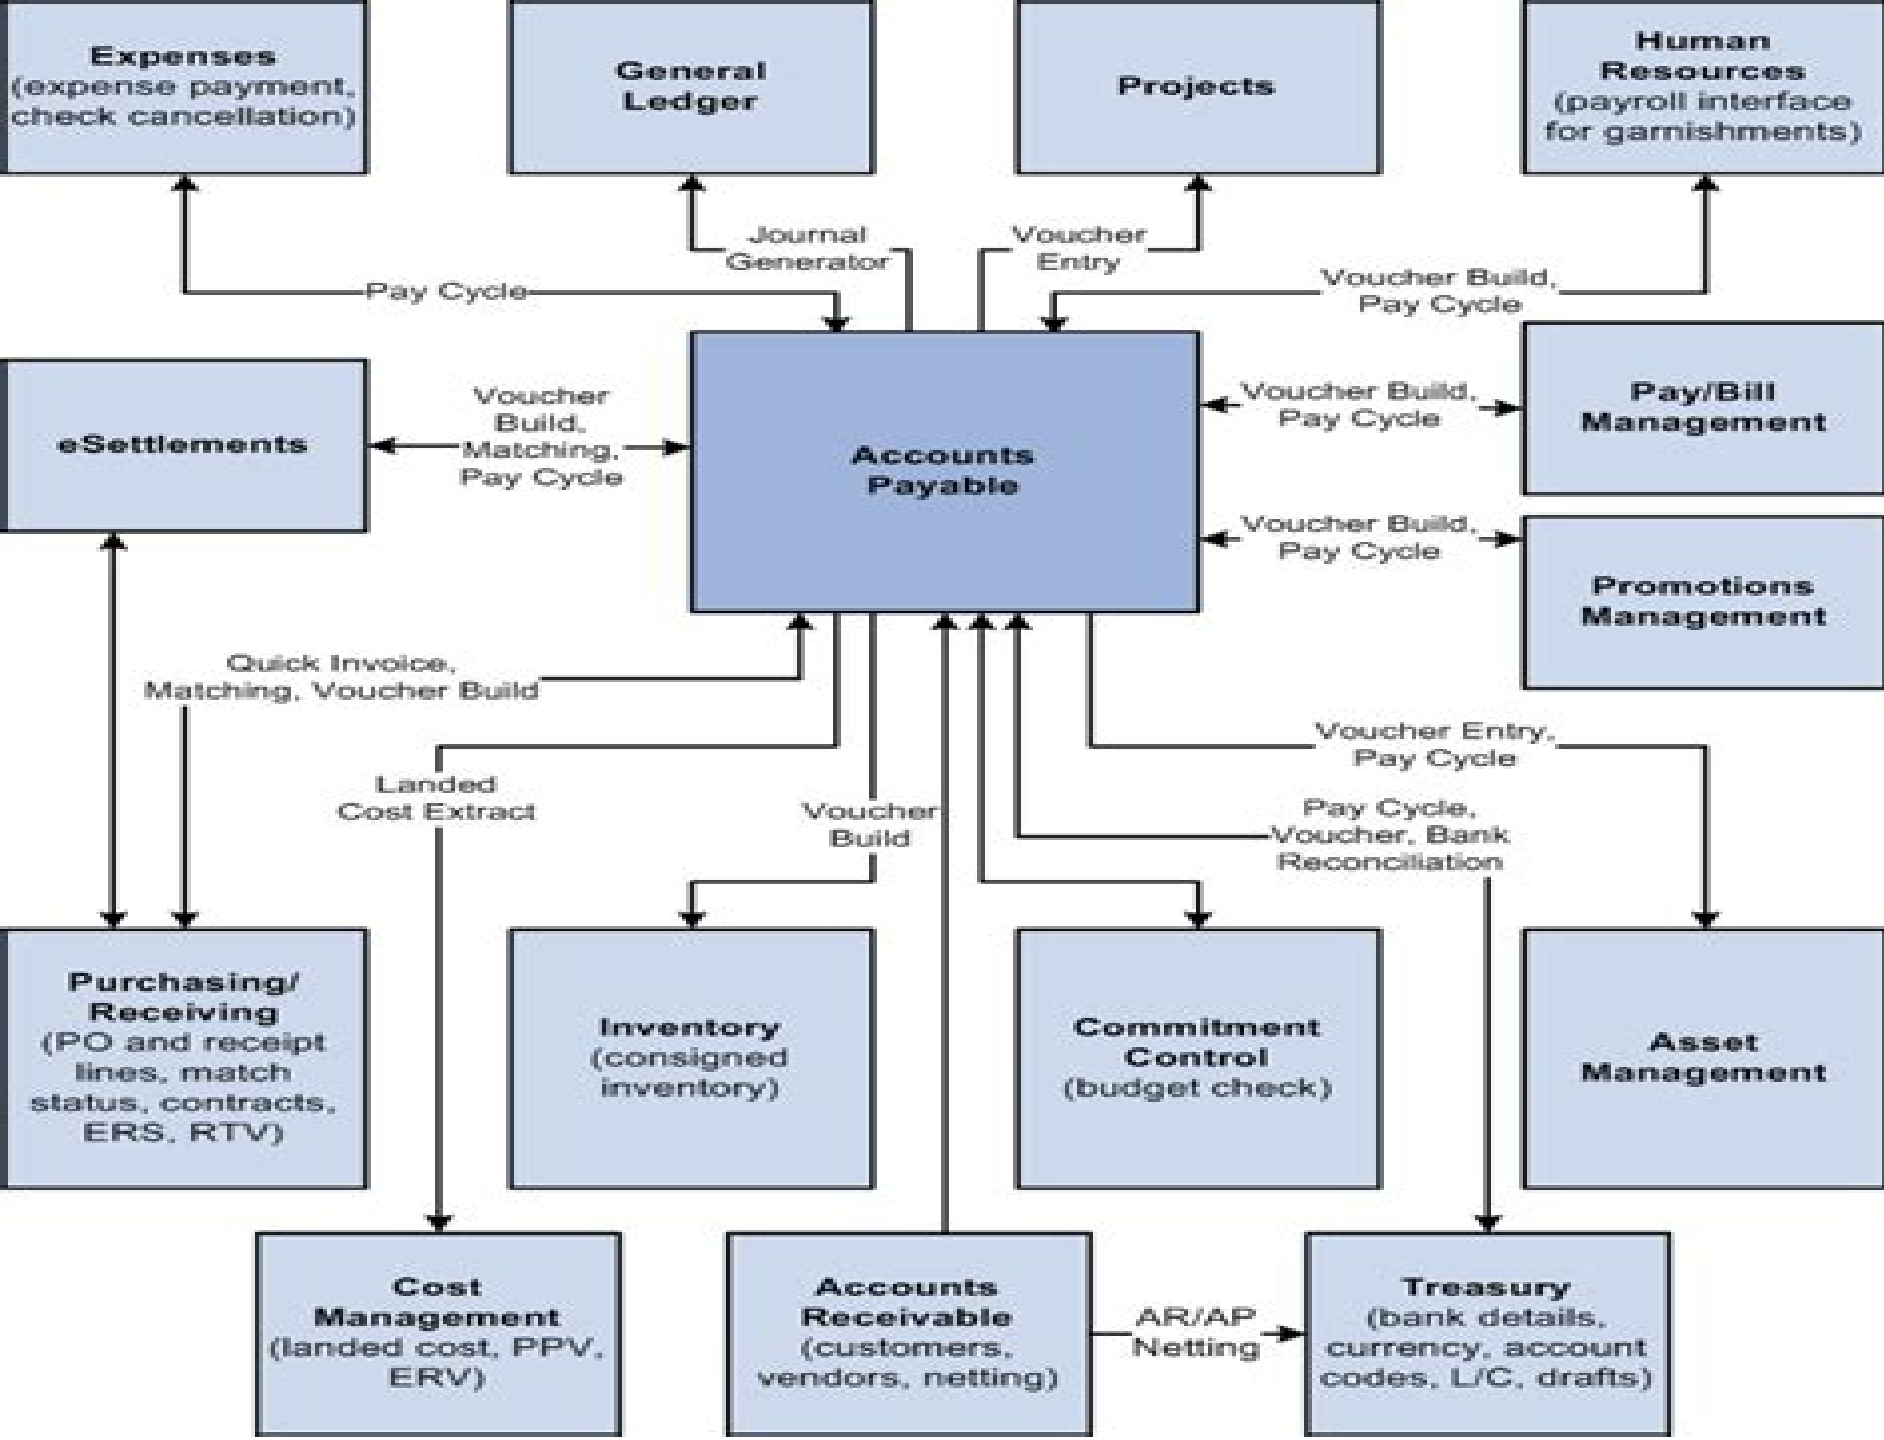 Expenses
(expense payment,
check cancellation)
General
Ledger
Projects
Human
Resources
(payroll interface
for garnishments)
Journal
Generator
Voucher
Entry
Pay Cycle
Voucher Build,
Pay Cycle
eSettlements
Voucher
Build,
Matching,
Pay Cycle
Accounts
Payable
Voucher Build,
Pay Cycle
Pay/Bill
Management
Voucher Build,
Pay Cycle
Promotions
Management
Quick Invoice,
Matching, Voucher Build
Landed
Cost Extract
Voucher
Build
Voucher Entry,
Pay Cycle
Pay Cycle,
Voucher, Bank
Reconciliation
Purchasing/
Receiving
(PO and receipt
lines, match
status, contracts,
ERS, RTV)
Inventory
(consigned
inventory)
Commitment
Control
(budget check)
Asset
Management
Cost
Management
(landed cost, PPV,
ERV)
Accounts
Receivable
(customers,
vendors, netting)
AR/AP
Netting
Treasury
(bank details,
currency, account
codes, L/C, drafts)